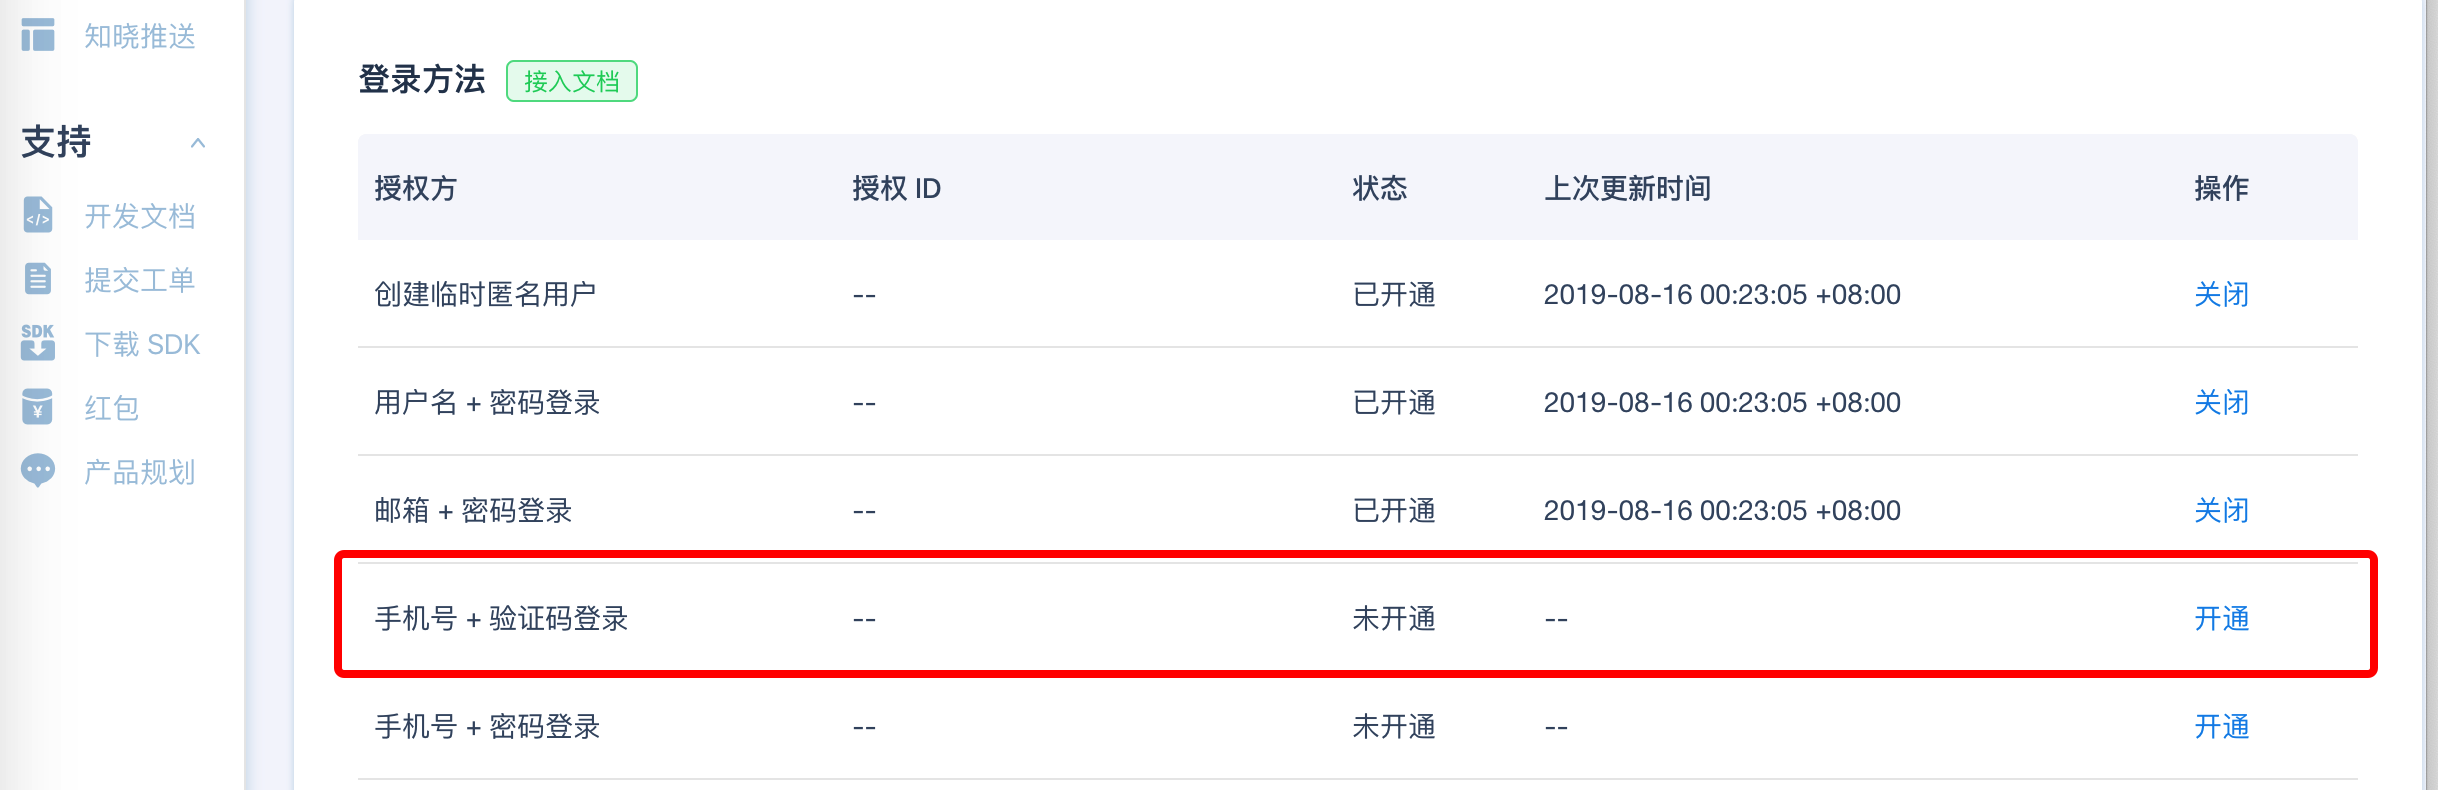 知晓推送
支持
开发文档
提交工单
SDK
下载 SDK
红包
产品规划
登录方法 接入文档
授权方 授权 ID 状态 上次更新时间 操作
创建临时匿名用户 -- 已开通 2019-08-16 00:23:05 +08:00 关闭
用户名 + 密码登录 -- 已开通 2019-08-16 00:23:05 +08:00 关闭
邮箱 + 密码登录 -- 已开通 2019-08-16 00:23:05 +08:00 关闭
手机号 + 验证码登录 -- 未开通 -- 开通
手机号 + 密码登录 -- 未开通 -- 开通